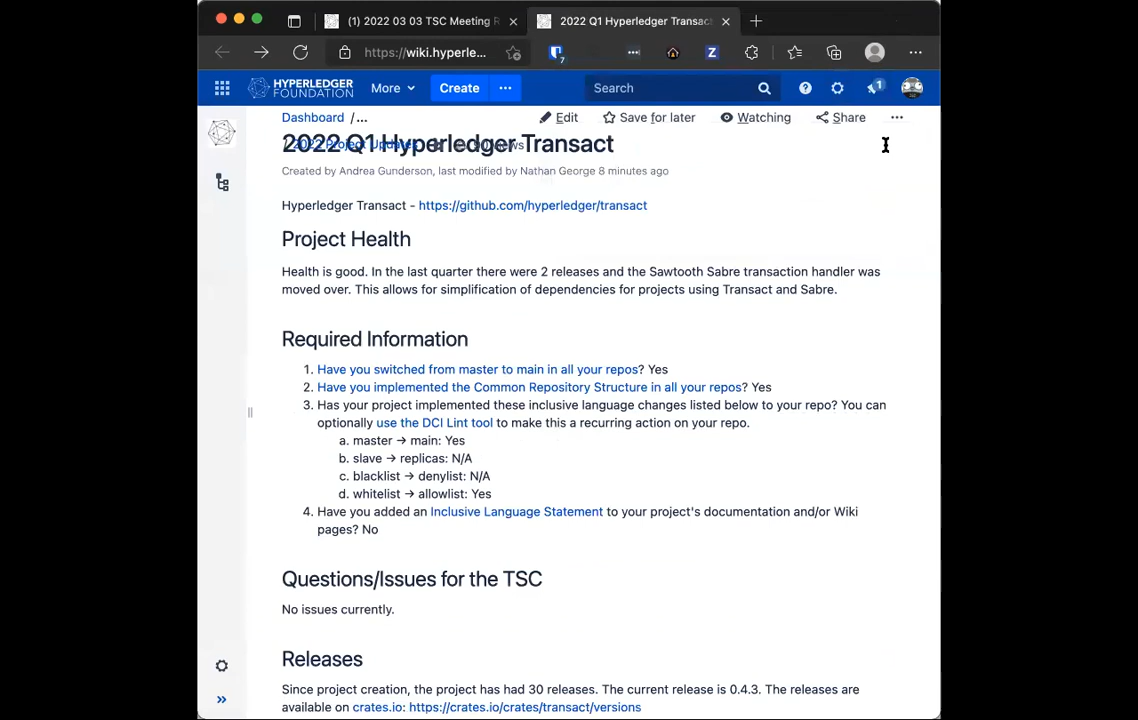 (1) 2022 03 03 TSC Meeting R
2022 Q1 Hyperledger Transact
https://wiki.hyperle...
7
Z
HYPERLEDGER
FOUNDATION
More
Create
Search
1
Dashboard /...
Edit
Save for later
Watching
Share
/ 2022 Project Updates
views
2022 Q1 Hyperledger Transact
Created by Andrea Gunderson, last modified by Nathan George 8 minutes ago
Hyperledger Transact - https://github.com/hyperledger/transact
Project Health
Health is good. In the last quarter there were 2 releases and the Sawtooth Sabre transaction handler was
moved over. This allows for simplification of dependencies for projects using Transact and Sabre.
Required Information
1. Have you switched from master to main in all your repos? Yes
2. Have you implemented the Common Repository Structure in all your repos? Yes
3. Has your project implemented these inclusive language changes listed below to your repo? You can
optionally use the DCI Lint tool to make this a recurring action on your repo.
a. master → main: Yes
b. slave → replicas: N/A
c. blacklist → denylist: N/A
d. whitelist → allowlist: Yes
4. Have you added an Inclusive Language Statement to your project's documentation and/or Wiki
pages? No
Questions/Issues for the TSC
No issues currently.
Releases
Since project creation, the project has had 30 releases. The current release is 0.4.3. The releases are
available on crates.io: https://crates.io/crates/transact/versions